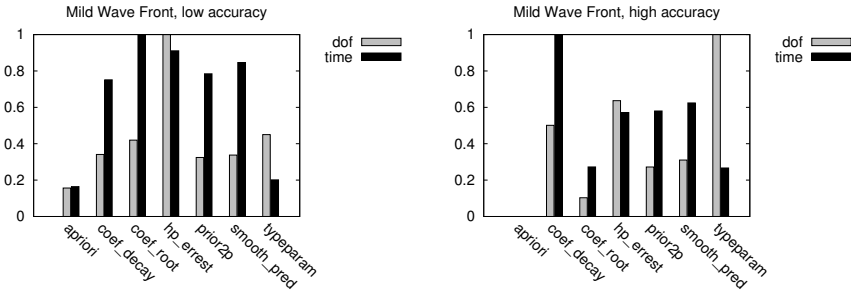 Mild Wave Front, low accuracy
1
0.8
0.6
0.4
0.2
0
apriori
coef_decay
coef_root
hp_errest
prior2p
smooth_pred
typeparam
dof
time
Mild Wave Front, high accuracy
1
0.8
0.6
0.4
0.2
0
apriori
coef_decay
coef_root
hp_errest
prior2p
smooth_pred
typeparam
dof
time